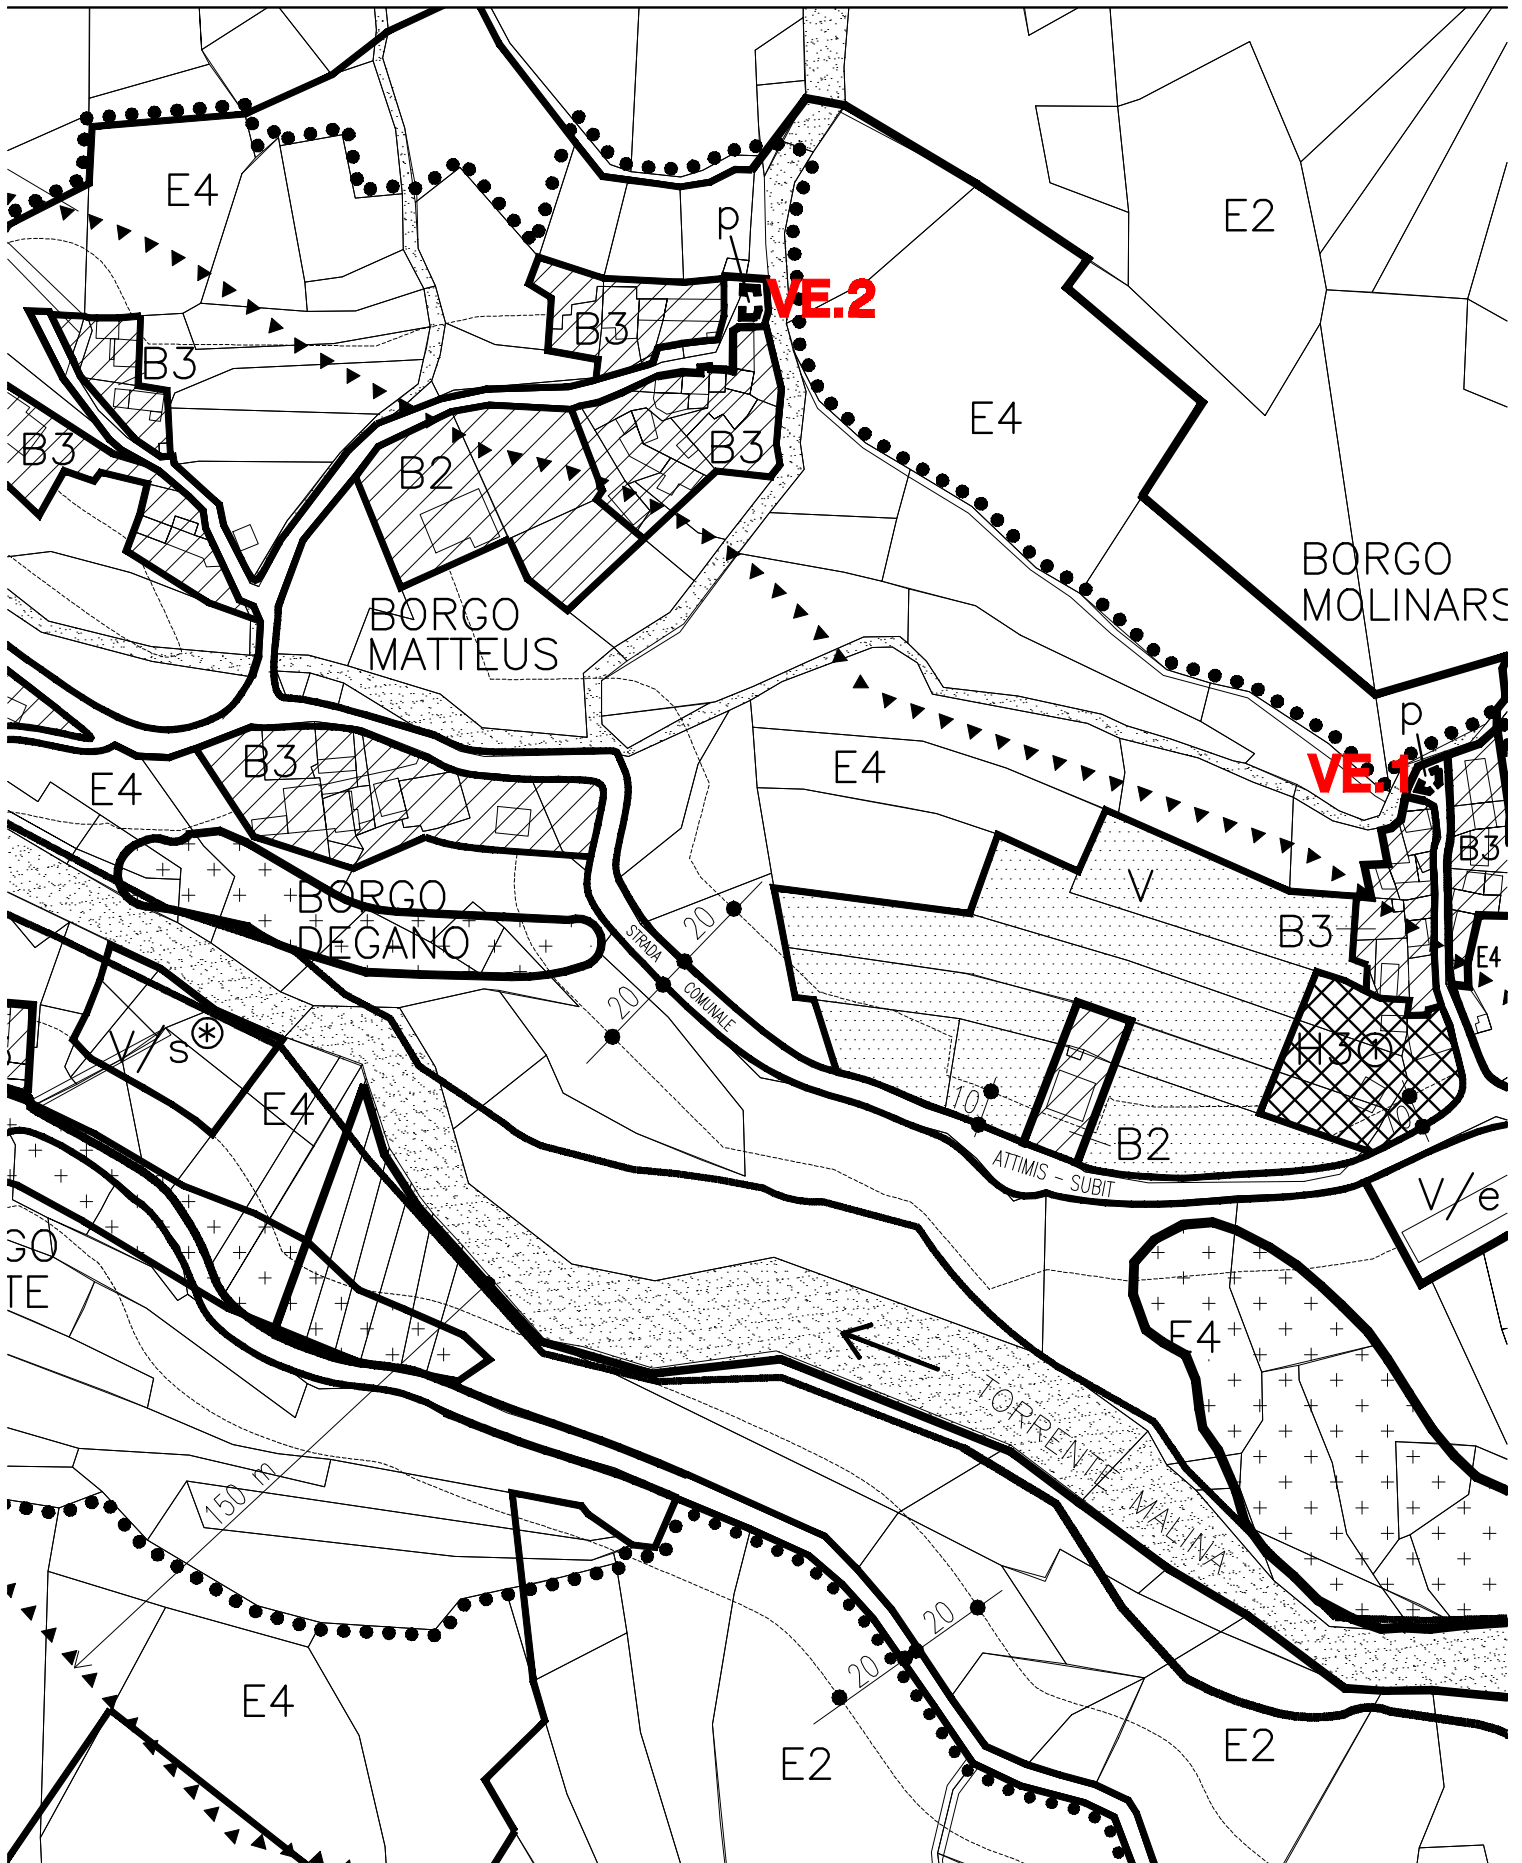 E4
E2
p
VE.2
B3
B3
E4
B3
B3
B2
BORGO
MOLINARS
BORGO
MATTEUS
p
B3
E4
E4
VE.1
B3
V
BORGO
DEGANO
20
STRADA
B3
E4
20
COMUNALE
V/s
H3
E4
10
B2
ATTIMIS - SUBIT
V/e
GO
TE
E4
TORRENTE MALINA
150 m
20
20
E4
E2
E2